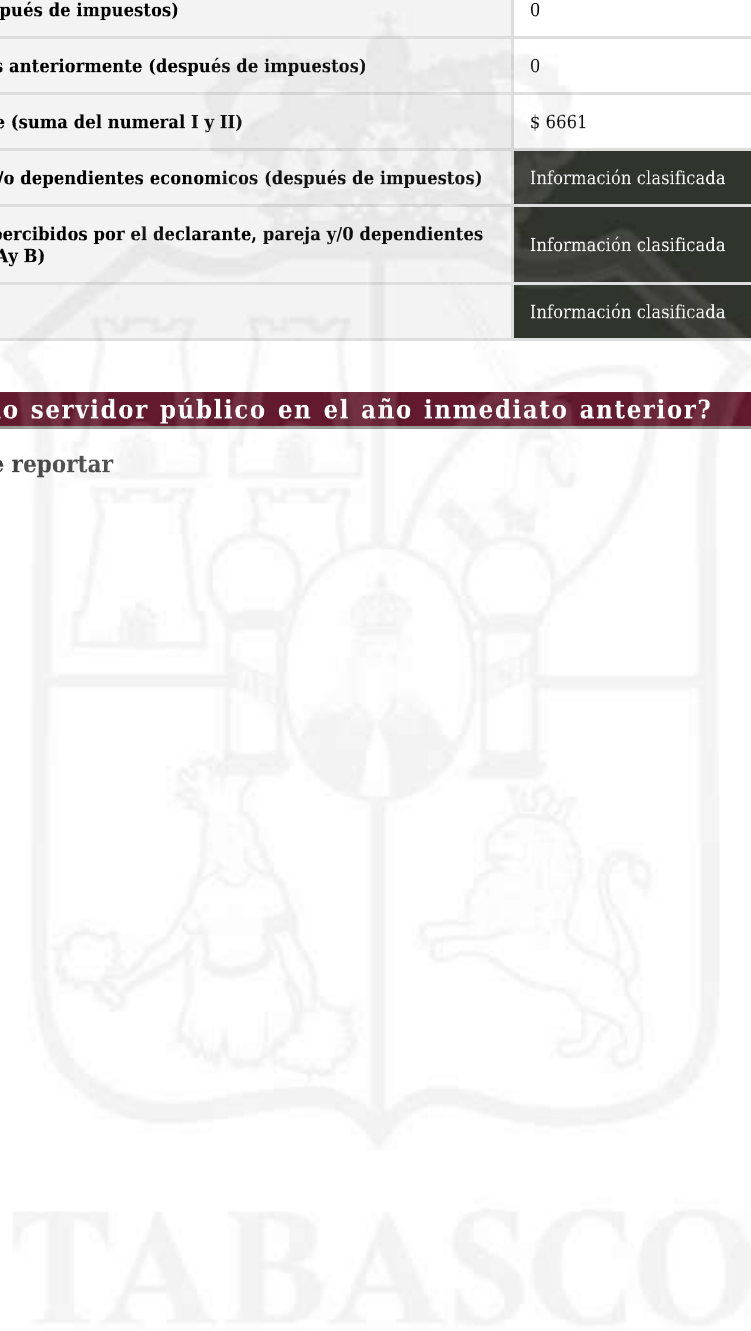 pués de impuestos) 0
s anteriormente (después de impuestos) 0
e (suma del numeral I y II) $ 6661
/o dependientes economicos (después de impuestos) Información clasificada
percibidos por el declarante, pareja y/0 dependientes
Ay B) Información clasificada
Información clasificada
o servidor público en el año inmediato anterior?
e reportar
TABASCO